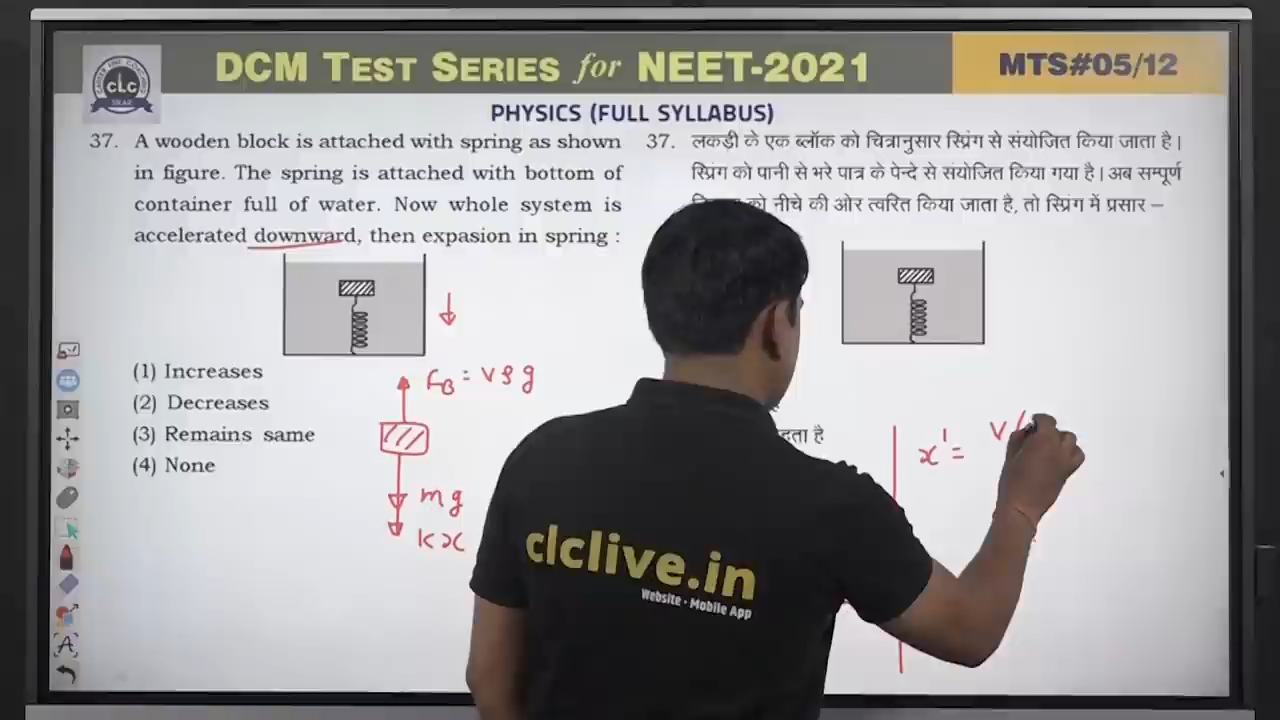 DCM TEST SERIES for NEET-2021
MTS#05/12
CLC
SIKAR
PHYSICS (FULL SYLLABUS)
37. A wooden block is attached with spring as shown
in figure. The spring is attached with bottom of
container full of water. Now whole system is
accelerated downward, then expasion in spring :
(1) Increases
(2) Decreases
(3) Remains same
(4) None
F_B = vρg
mg
kx
37. लकड़ी के एक ब्लॉक को चित्रानुसार स्प्रिंग से संयोजित किया जाता है।
स्प्रिंग को पानी से भरे पात्र के पेन्दे से संयोजित किया गया है। अब सम्पूर्ण
को नीचे की ओर त्वरित किया जाता है, तो स्प्रिंग में प्रसार –
है
x' = v(
clclive.in
Website • Mobile App